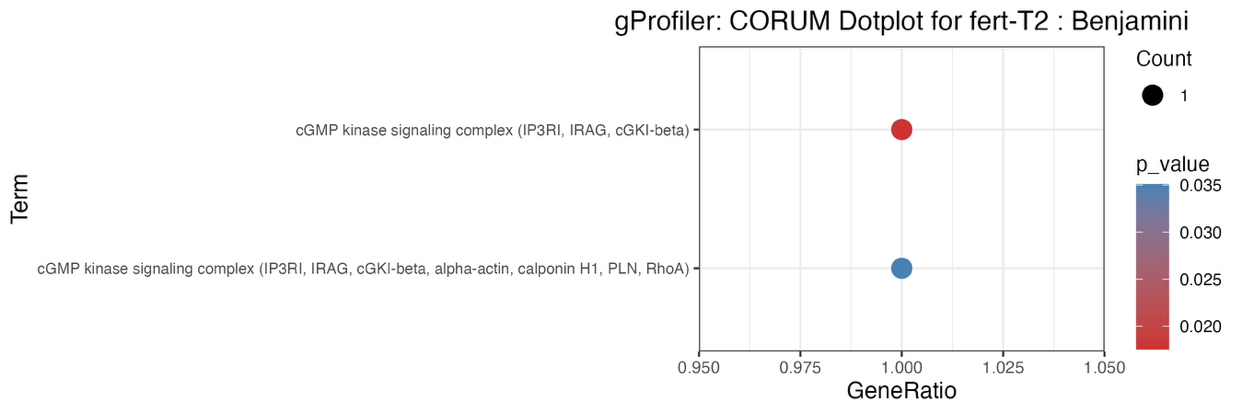 gProfiler: CORUM Dotplot for fert-T2 : Benjamini
Term
cGMP kinase signaling complex (IP3RI, IRAG, cGKI-beta)
cGMP kinase signaling complex (IP3RI, IRAG, cGKI-beta, alpha-actin, calponin H1, PLN, RhoA)
0.950 0.975 1.000 1.025 1.050
GeneRatio
Count
1
p_value
0.035
0.030
0.025
0.020